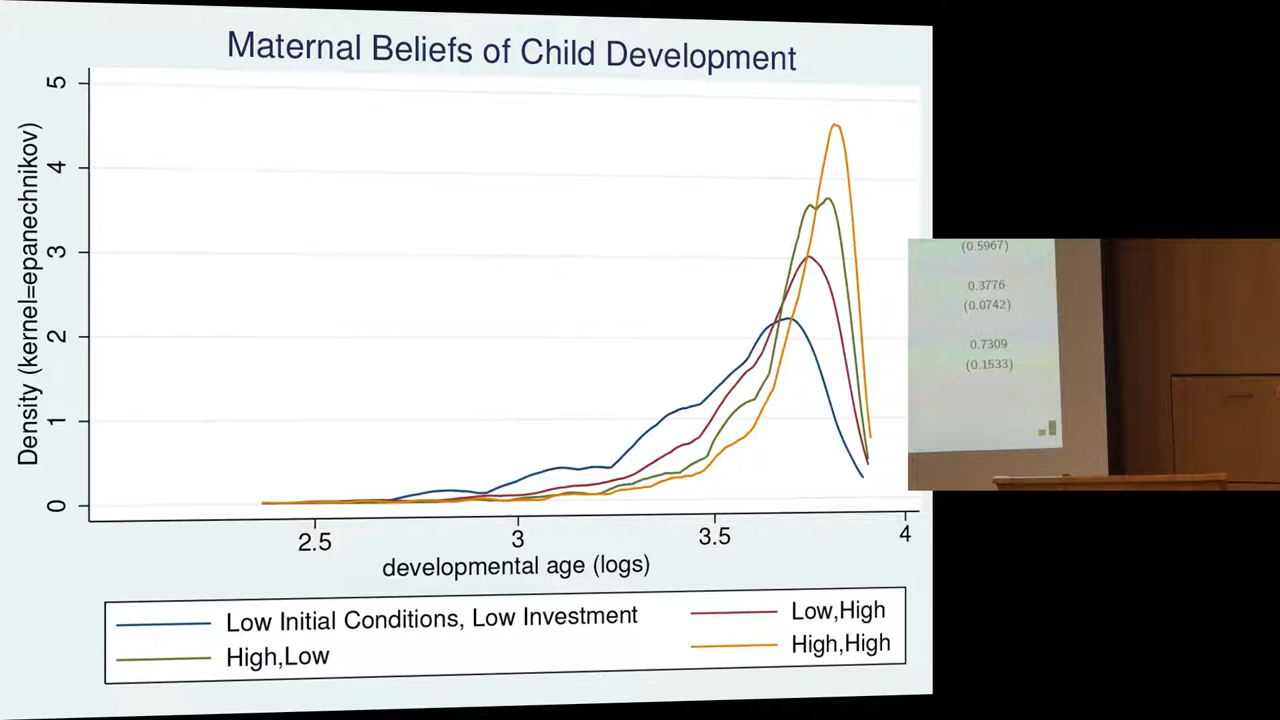 Maternal Beliefs of Child Development
Density (kernel=epanechnikov)
5
4
3
2
1
0
2.5
3
3.5
4
developmental age (logs)
Low Initial Conditions, Low Investment
Low,High
High,Low
High,High
(0.5967)
0.3776
(0.0742)
0.7309
(0.1533)